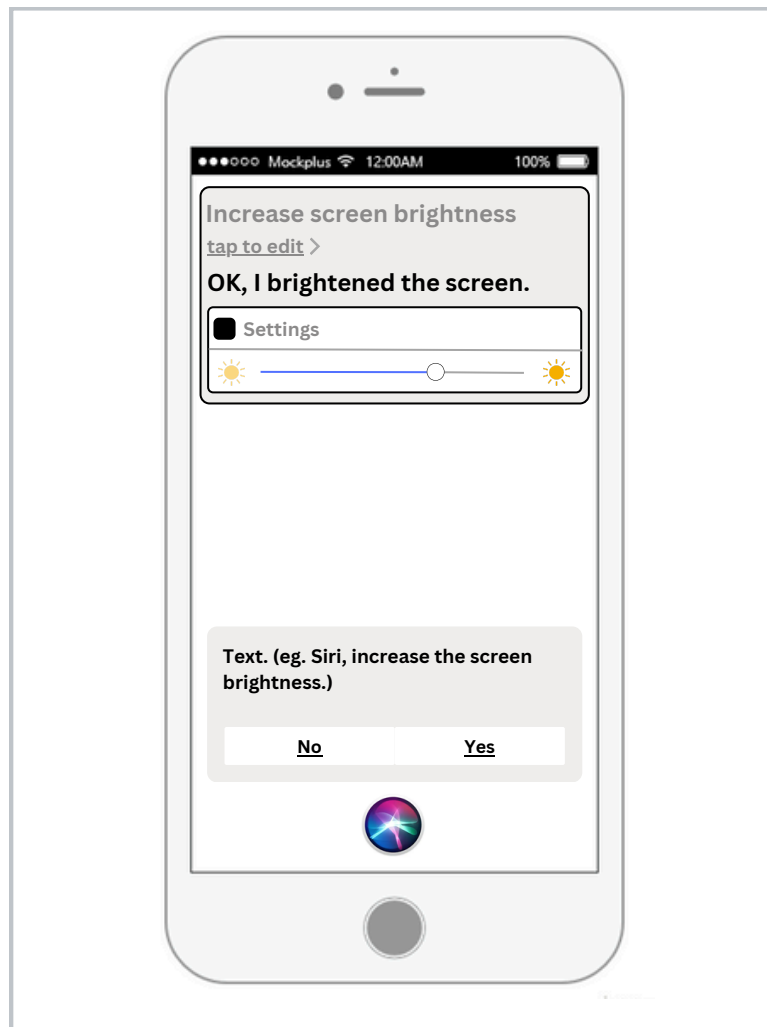 Mockplus 12:00AM 100%
Increase screen brightness
tap to edit >
OK, I brightened the screen.
Settings
Text. (eg. Siri, increase the screen
brightness.)
No Yes